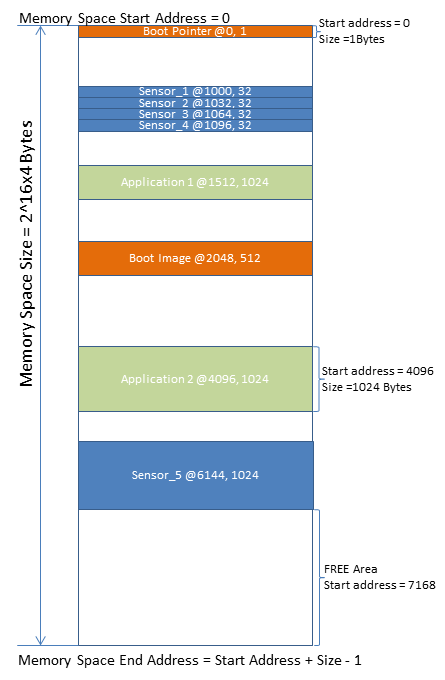 Memory Space Start Address = 0
Start address = 0
Size =1Bytes
Boot Pointer @0, 1
Sensor_1 @1000, 32
Sensor_2 @1032, 32
Sensor_3 @1064, 32
Sensor_4 @1096, 32
Memory Space Size = 2^16x4 Bytes
Application 1 @1512, 1024
Boot Image @2048, 512
Application 2 @4096, 1024
Start address = 4096
Size =1024 Bytes
Sensor_5 @6144, 1024
FREE Area
Start address = 7168
Memory Space End Address = Start Address + Size - 1